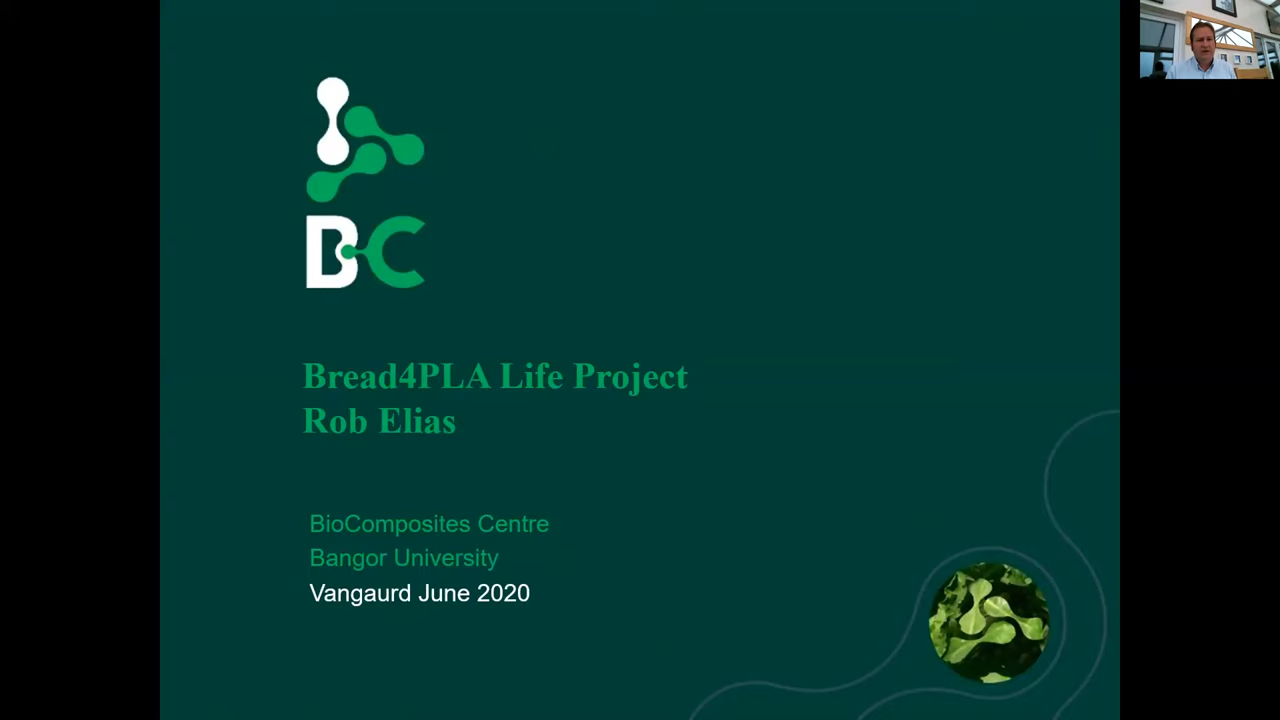 BC
Bread4PLA Life Project
Rob Elias
BioComposites Centre
Bangor University
Vangaurd June 2020